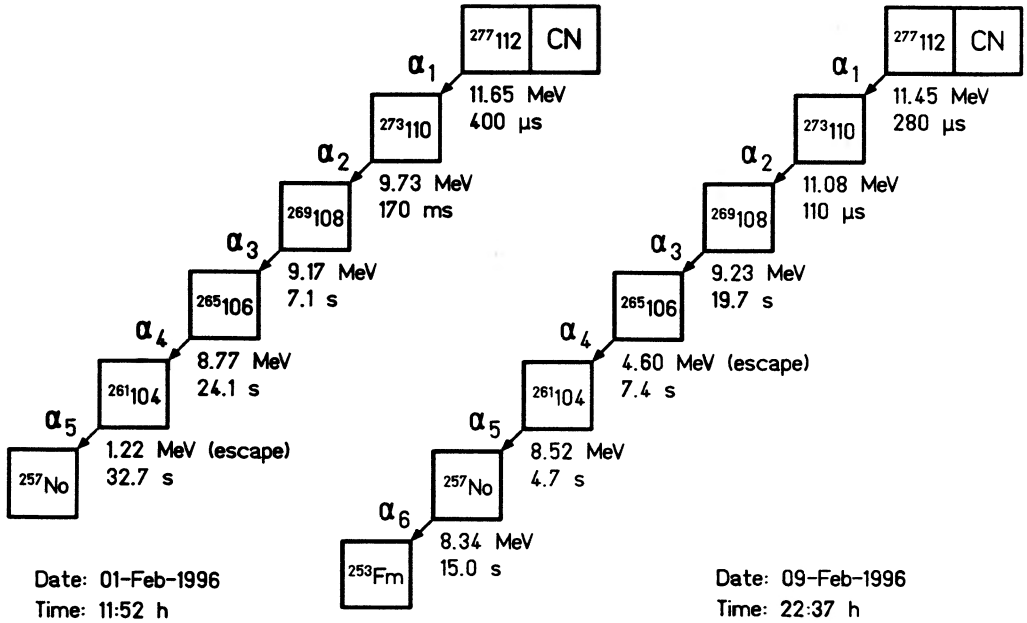 ²⁷⁷112 CN
α₁
11.65 MeV
400 μs
²⁷³110
α₂
9.73 MeV
170 ms
²⁶⁹108
α₃
9.17 MeV
7.1 s
²⁶⁵106
α₄
8.77 MeV
24.1 s
²⁶¹104
α₅
1.22 MeV (escape)
32.7 s
²⁵⁷No
Date: 01-Feb-1996
Time: 11:52 h
²⁷⁷112 CN
α₁
11.45 MeV
280 μs
²⁷³110
α₂
11.08 MeV
110 μs
²⁶⁹108
α₃
9.23 MeV
19.7 s
²⁶⁵106
α₄
4.60 MeV (escape)
7.4 s
²⁶¹104
α₅
8.52 MeV
4.7 s
²⁵⁷No
α₆
8.34 MeV
15.0 s
²⁵³Fm
Date: 09-Feb-1996
Time: 22:37 h